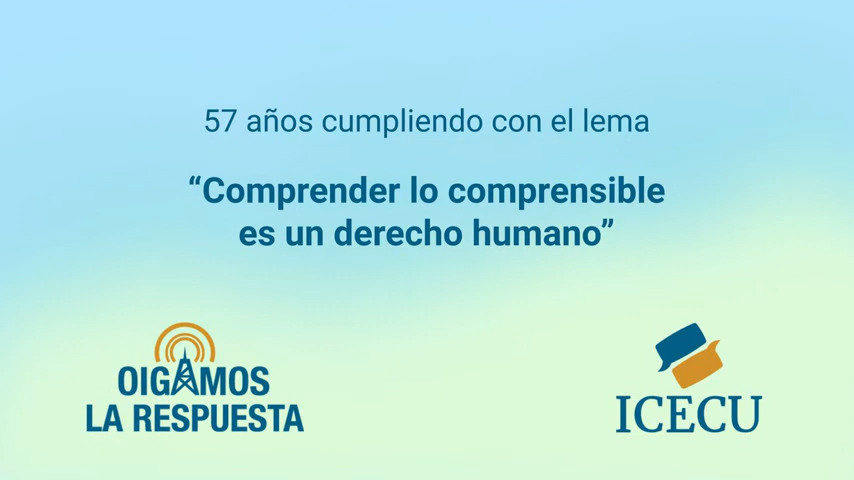 57 años cumpliendo con el lema
“Comprender lo comprensible
es un derecho humano”
OIGAMOS
LA RESPUESTA
ICECU